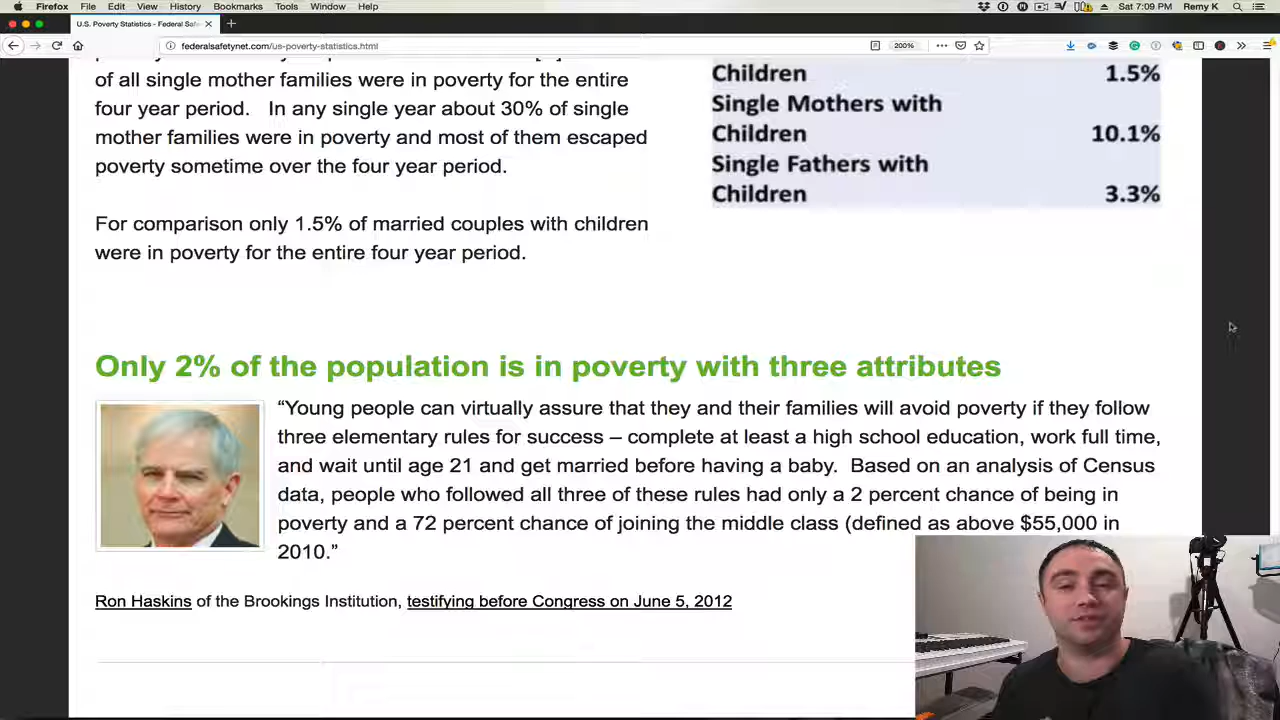 Firefox File Edit View History Bookmarks Tools Window Help Sat 7:09 PM Remy K
U.S. Poverty Statistics - Federal Saf
federalsafetynet.com/us-poverty-statistics.html 200%
of all single mother families were in poverty for the entire
four year period. In any single year about 30% of single
mother families were in poverty and most of them escaped
poverty sometime over the four year period.
For comparison only 1.5% of married couples with children
were in poverty for the entire four year period.
Children 1.5%
Single Mothers with
Children 10.1%
Single Fathers with
Children 3.3%
Only 2% of the population is in poverty with three attributes
“Young people can virtually assure that they and their families will avoid poverty if they follow
three elementary rules for success – complete at least a high school education, work full time,
and wait until age 21 and get married before having a baby. Based on an analysis of Census
data, people who followed all three of these rules had only a 2 percent chance of being in
poverty and a 72 percent chance of joining the middle class (defined as above $55,000 in
2010.”
Ron Haskins of the Brookings Institution, testifying before Congress on June 5, 2012